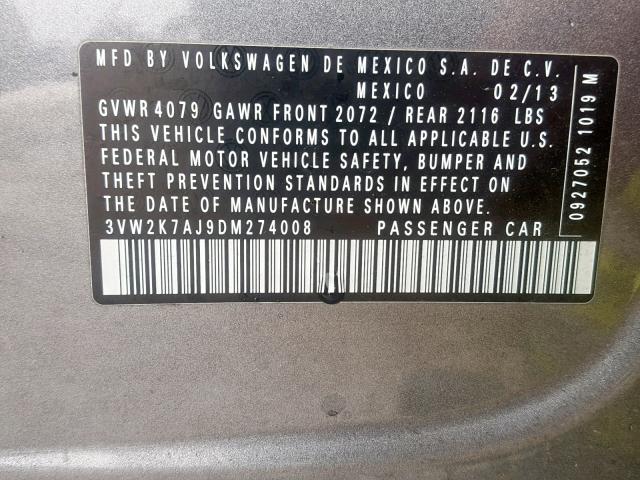 MFD BY VOLKSWAGEN DE MEXICO S.A. DE C.V.
MEXICO 02/13
GVWR 4079 GAWR FRONT 2072 / REAR 2116 LBS
THIS VEHICLE CONFORMS TO ALL APPLICABLE U.S.
FEDERAL MOTOR VEHICLE SAFETY, BUMPER AND
THEFT PREVENTION STANDARDS IN EFFECT ON
THE DATE OF MANUFACTURE SHOWN ABOVE.
3VW2K7AJ9DM274008 PASSENGER CAR
0927052 1019 M